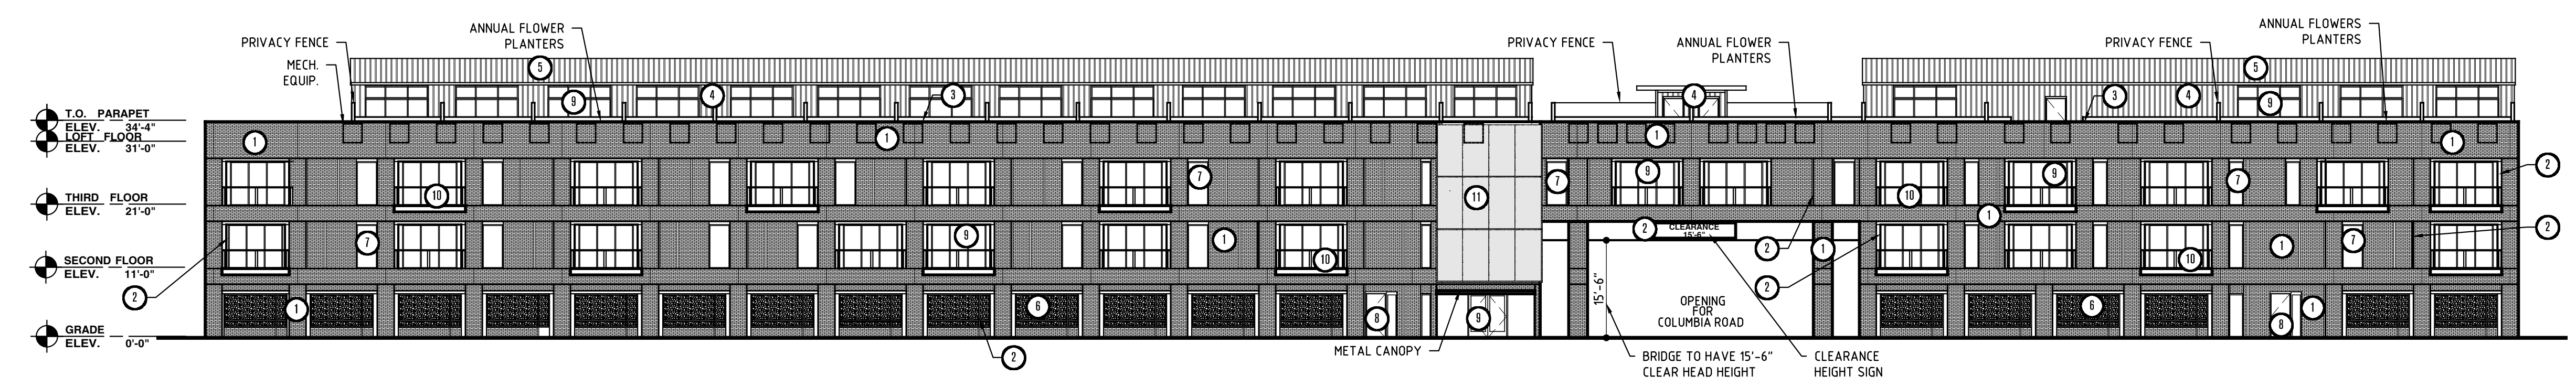 ANNUAL FLOWER
PLANTERS
PRIVACY FENCE
MECH.
EQUIP.
PRIVACY FENCE
ANNUAL FLOWER
PLANTERS
PRIVACY FENCE
ANNUAL FLOWERS
PLANTERS
5
5
9
4
3
4
3
4
9
T.O. PARAPET
ELEV. 34'-4"
LOFT FLOOR
ELEV. 31'-0"
1
1
1
1
2
THIRD FLOOR
ELEV. 21'-0"
10
7
11
7
9
10
9
7
1
SECOND FLOOR
ELEV. 11'-0"
7
9
1
10
2
CLEARANCE
15'-6"
2
1
10
1
7
2
2
2
1
6
8
9
15'-6"
OPENING
FOR
COLUMBIA ROAD
6
8
1
GRADE
ELEV. 0'-0"
2
METAL CANOPY
BRIDGE TO HAVE 15'-6"
CLEAR HEAD HEIGHT
CLEARANCE
HEIGHT SIGN